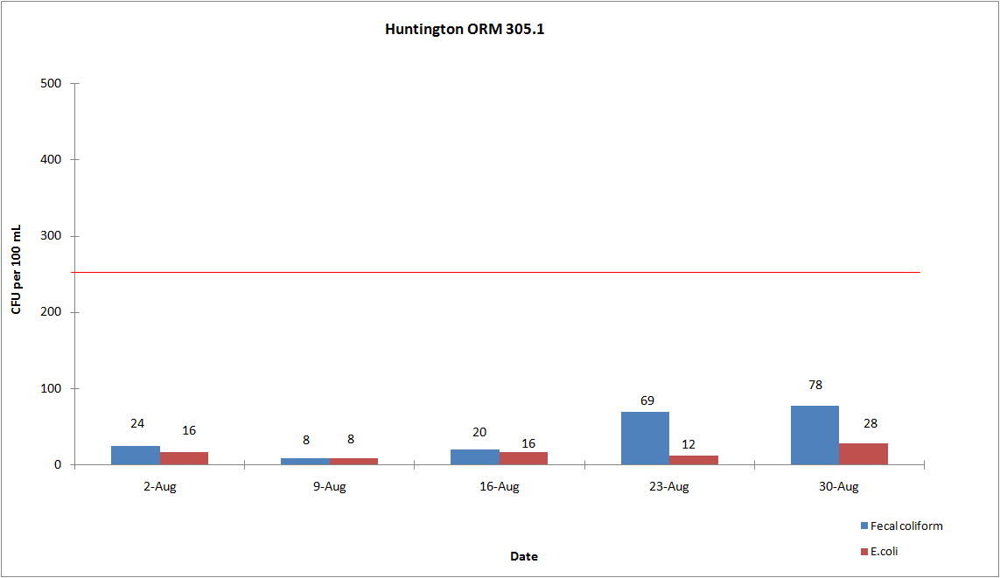 Huntington ORM 305.1
CFU per 100 mL
500
400
300
200
100
0
24
16
8
8
20
16
69
12
78
28
2-Aug
9-Aug
16-Aug
23-Aug
30-Aug
Date
Fecal coliform
E.coli